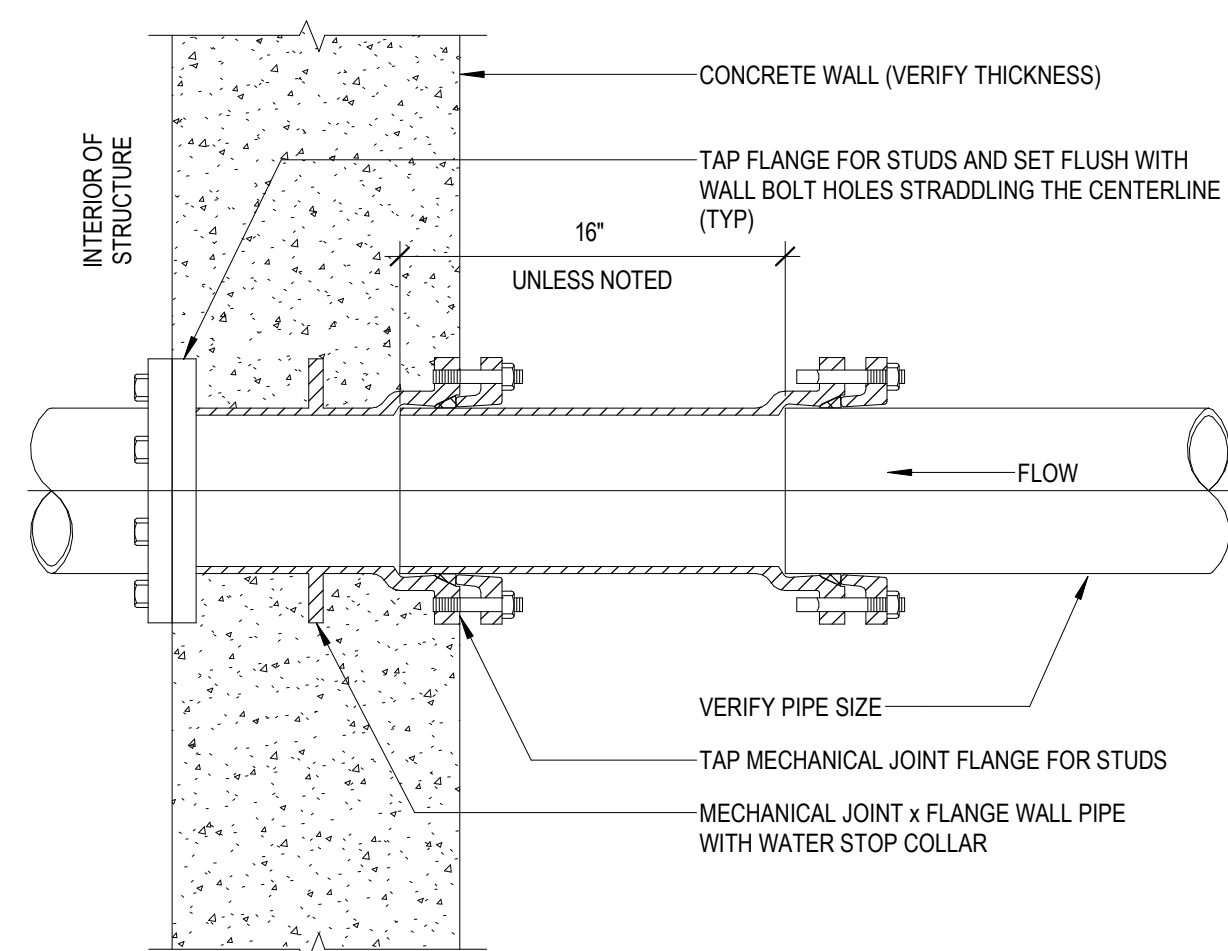 CONCRETE WALL (VERIFY THICKNESS)
INTERIOR OF
STRUCTURE
TAP FLANGE FOR STUDS AND SET FLUSH WITH
WALL BOLT HOLES STRADDLING THE CENTERLINE
(TYP)
16"
UNLESS NOTED
FLOW
VERIFY PIPE SIZE
TAP MECHANICAL JOINT FLANGE FOR STUDS
MECHANICAL JOINT x FLANGE WALL PIPE
WITH WATER STOP COLLAR